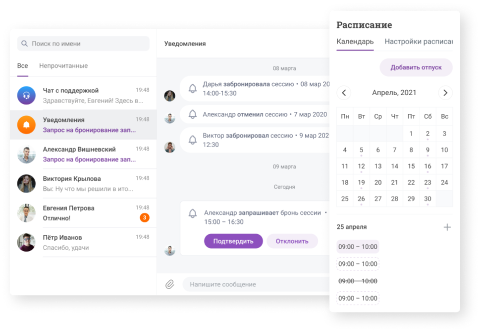 Поиск по имени
Все
Непрочитанные
Чат с поддержкой
19:48
Здравствуйте, Евгений! Здесь в...
Уведомления
19:48
Запрос на бронирование зап...
Александр Вишневский
19:48
Запрос на бронирование зап...
Виктория Крылова
19:48
Вы: Ну что мы решили в ито...
Евгения Петрова
19:48
Отлично!
3
Пётр Иванов
19:48
Спасибо, удачи
Уведомления
08 марта
Дарья забронировала сессию • 08 мар 20
14:00-15:30
Александр отменил сессию • 7 мар 2020
Виктор забронировал сессию • 9 мар 202
12:30
09 марта
Сегодня
Александр запрашивает бронь сессии •
15:00 – 16:30
Подтвердить
Отклонить
Напишите сообщение
Расписание
Календарь
Настройки расписан
Добавить отпуск
Апрель, 2021
Пн Вт Ср Чт Пт Сб Вс
1 2 3
4 5 6 7 8 9 10
11 12 13 14 15 16 17
18 19 20 21 22 23 24
25 26 27 28 29 30
25 апреля
09:00 – 10:00
09:00 – 10:00
09:00 – 10:00
09:00 – 10:00